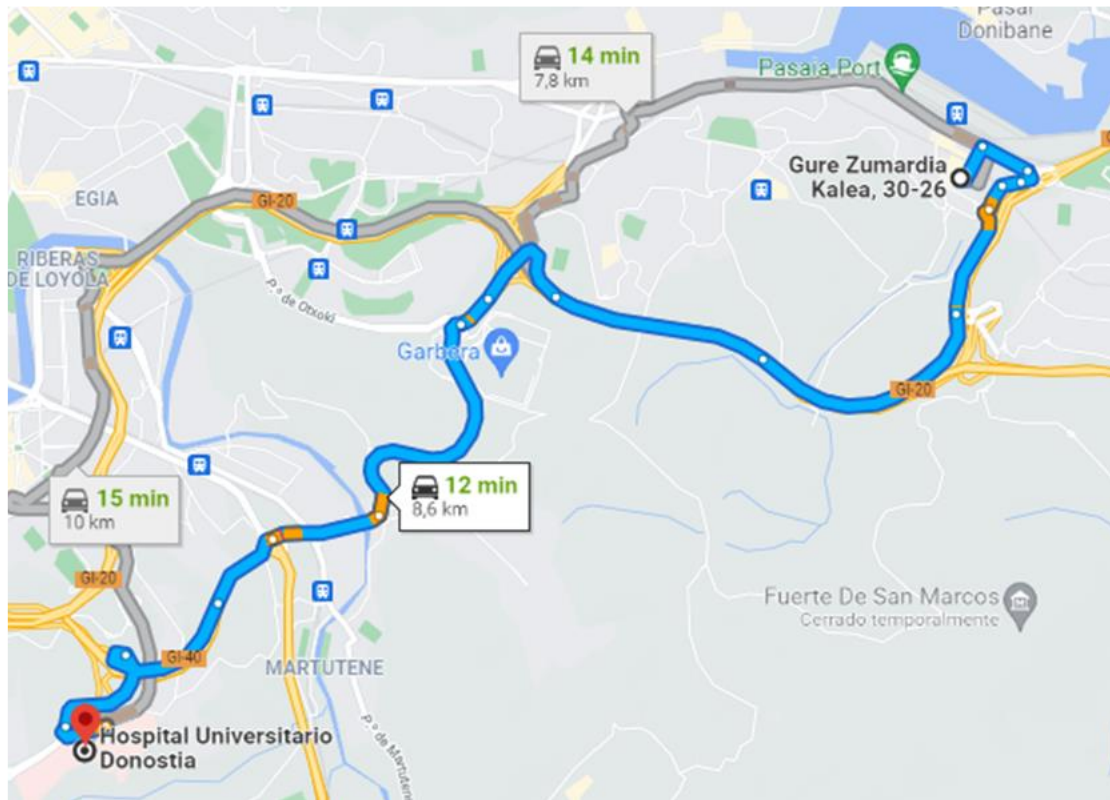 Pasai
Donibane
14 min
7,8 km
Pasaia Port
Gure Zumardia
Kalea, 30-26
EGIA
GI-20
RIBERAS
DE LOYOLA
P.º de Otxoki
Garbera
GI-20
12 min
8,6 km
15 min
10 km
GI-20
Fuerte De San Marcos
Cerrado temporalmente
GI-40
MARTUTENE
P.º de Martutene
Hospital Universitario
Donostia